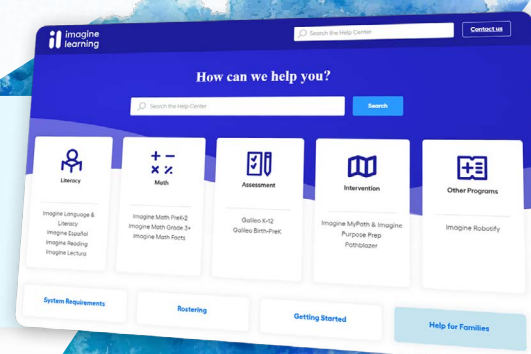 imagine
learning
Search the Help Center
Contact us
How can we help you?
Search the Help Center
Search
Literacy
Imagine Language &
Literacy
Imagine Español
Imagine Reading
Imagine Lectura
+ −
× %
Math
Imagine Math PreK-2
Imagine Math Grade 3+
Imagine Math Facts
Assessment
Galileo K-12
Galileo Birth-PreK
Intervention
Imagine MyPath & Imagine
Purpose Prep
Pathblazer
Other Programs
Imagine Robotify
System Requirements
Rostering
Getting Started
Help for Families